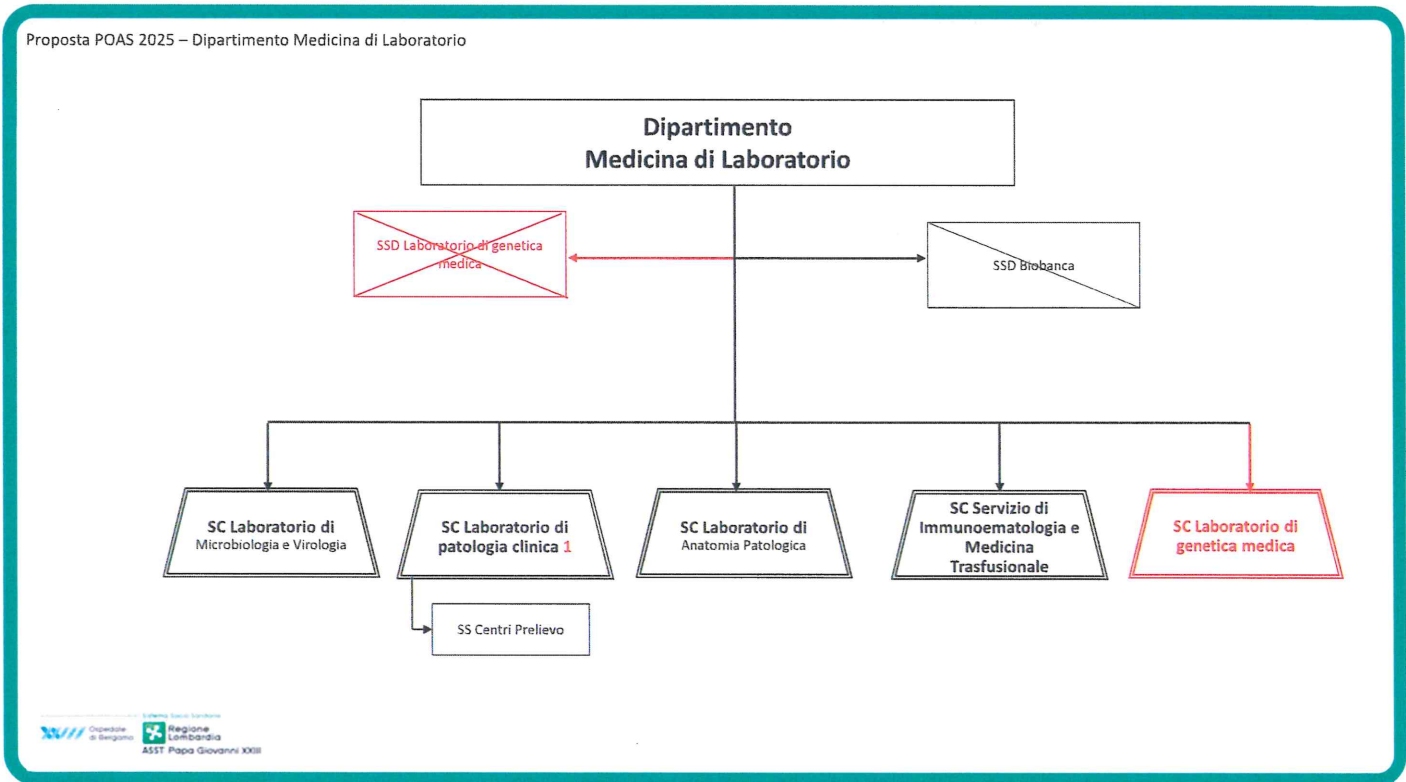 Proposta POAS 2025 – Dipartimento Medicina di Laboratorio
Dipartimento
Medicina di Laboratorio
SSD Laboratorio di genetica
medica
SSD Biobanca
SC Laboratorio di
Microbiologia e Virologia
SC Laboratorio di
patologia clinica 1
SC Laboratorio di
Anatomia Patologica
SC Servizio di
Immunoematologia e
Medicina
Trasfusionale
SC Laboratorio di
genetica medica
SS Centri Prelievo
Sistema Socio Sanitario
Ospedale
di Bergamo
Regione
Lombardia
ASST Papa Giovanni XXIII